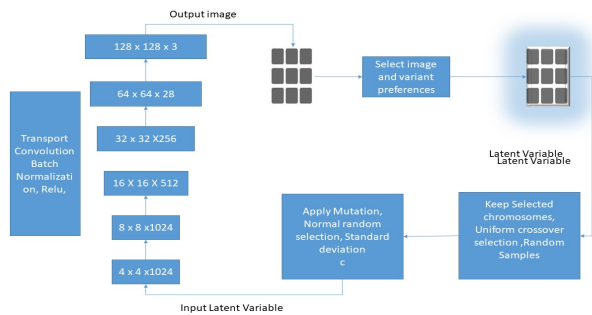 Output image
128 x 128 x 3
64 x 64 x 28
32 x 32 X256
16 X 16 X 512
8 x 8 x1024
4 x 4 x1024
Transport
Convolution
Batch
Normalizati
on, Relu,
Select image
and variant
preferences
Latent Variable
Latent Variable
Keep Selected
chromosomes,
Uniform crossover
selection ,Random
Samples
Apply Mutation,
Normal random
selection, Standard
deviation
c
Input Latent Variable